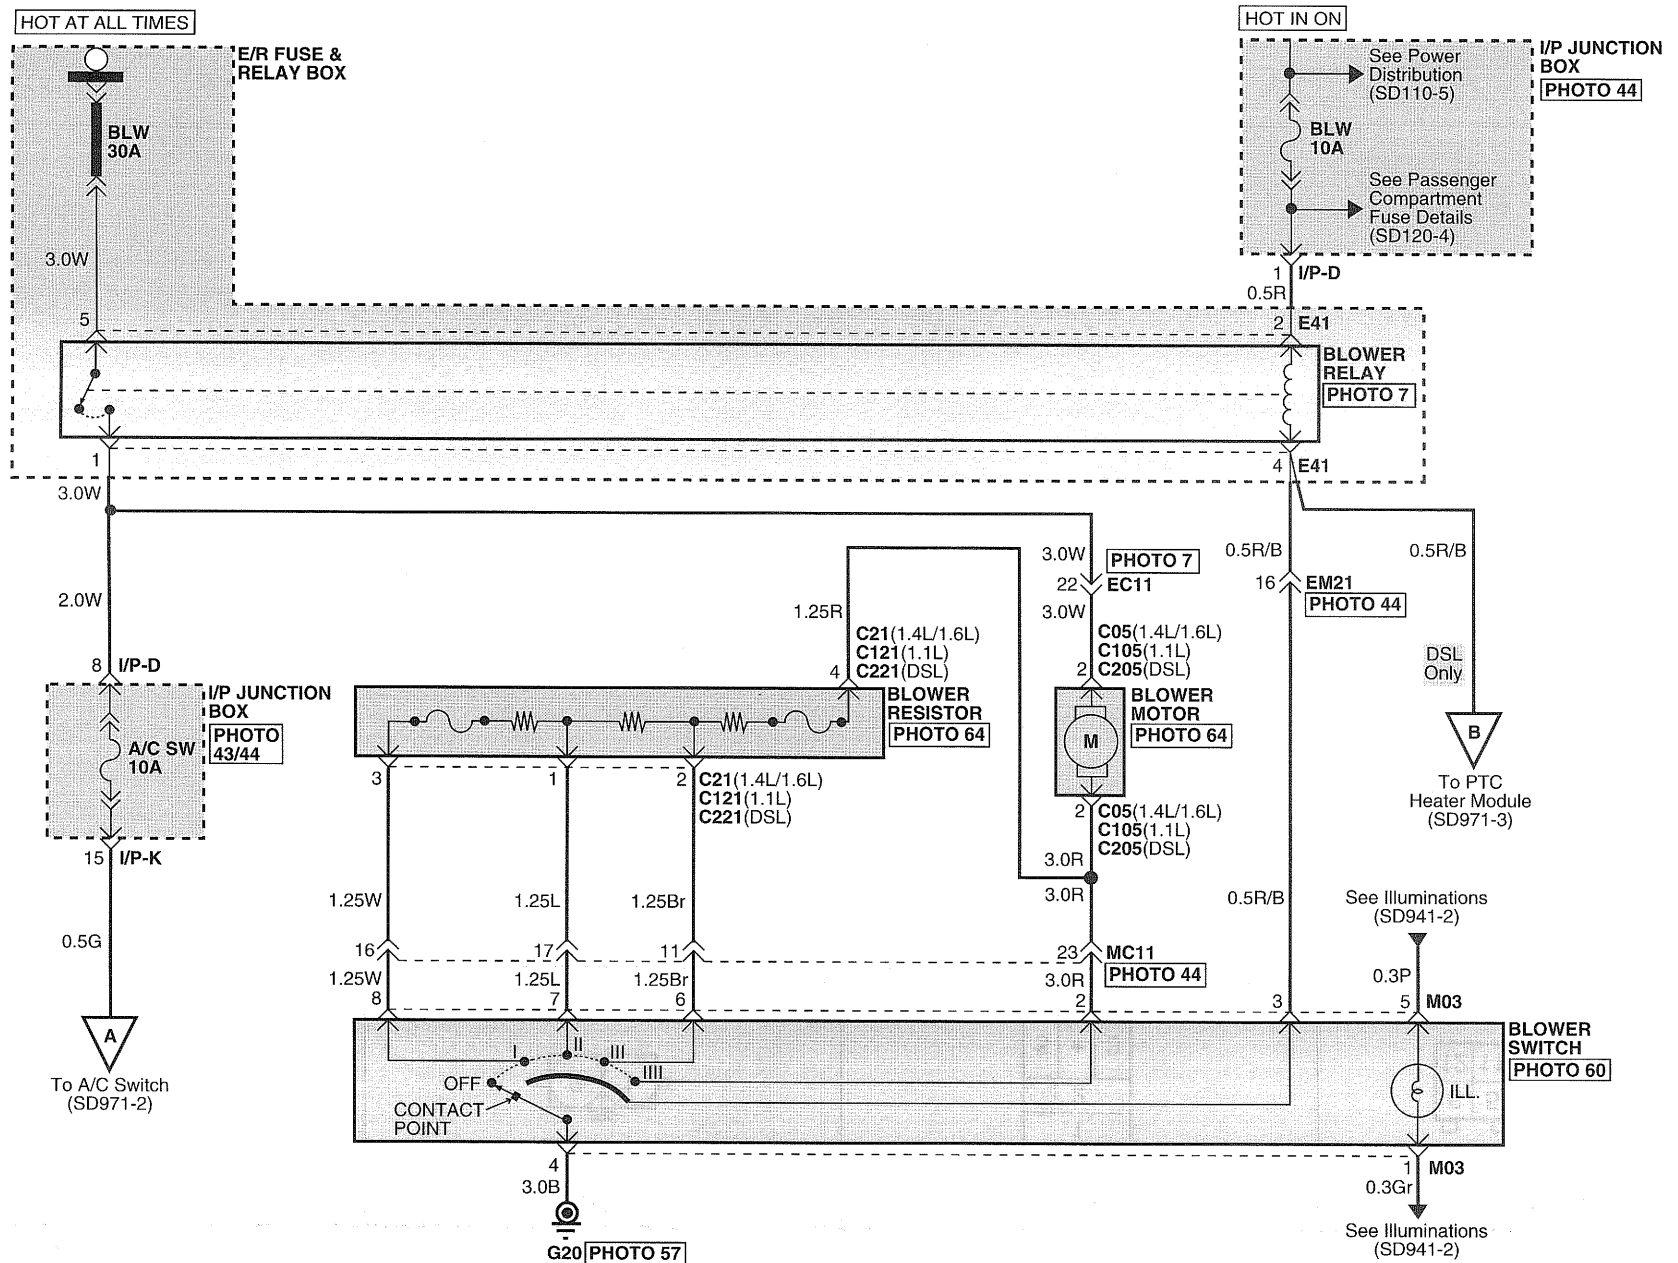 HOT AT ALL TIMES
HOT IN ON
E/R FUSE &
RELAY BOX
BLW
30A
3.0W
5
See Power
Distribution
(SD110-5)
I/P JUNCTION
BOX
PHOTO 44
BLW
10A
See Passenger
Compartment
Fuse Details
(SD120-4)
1 I/P-D
0.5R
2 E41
BLOWER
RELAY
PHOTO 7
1
4 E41
3.0W
2.0W
8 I/P-D
I/P JUNCTION
BOX
PHOTO
43/44
A/C SW
10A
15 I/P-K
0.5G
A
To A/C Switch
(SD971-2)
1.25R
C21(1.4L/1.6L)
C121(1.1L)
C221(DSL)
4
BLOWER
RESISTOR
PHOTO 64
3.0W
PHOTO 7
22 EC11
3.0W
C05(1.4L/1.6L)
C105(1.1L)
C205(DSL)
2
BLOWER
MOTOR
PHOTO 64
M
2
C05(1.4L/1.6L)
C105(1.1L)
C205(DSL)
3.0R
3.0R
0.5R/B
16 EM21
PHOTO 44
0.5R/B
DSL
Only
B
To PTC
Heater Module
(SD971-3)
3 1 2
C21(1.4L/1.6L)
C121(1.1L)
C221(DSL)
1.25W 1.25L 1.25Br
0.5R/B
See Illuminations
(SD941-2)
16 17 11 23 MC11
PHOTO 44
1.25W 1.25L 1.25Br 3.0R 0.3P
8 7 6 2 3 5 M03
BLOWER
SWITCH
PHOTO 60
I II III IIII
OFF
CONTACT
POINT
ILL.
4
3.0B
G20 PHOTO 57
1 M03
0.3Gr
See Illuminations
(SD941-2)